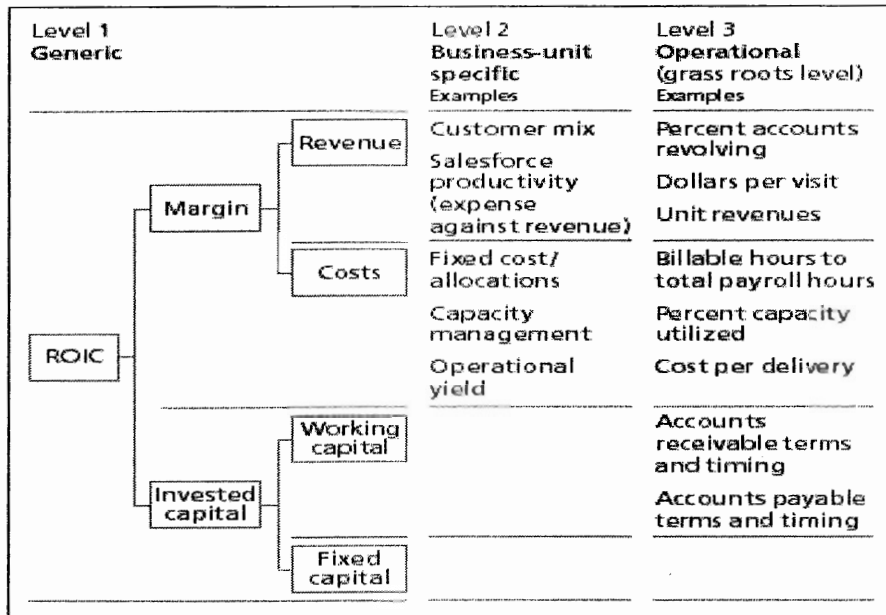 Level 1
Generic
Level 2
Business-unit
specific
Examples
Level 3
Operational
(grass roots level)
Examples
ROIC
Margin
Revenue
Customer mix
Salesforce
productivity
(expense
against revenue)
Percent accounts
revolving
Dollars per visit
Unit revenues
Costs
Fixed cost/
allocations
Capacity
management
Operational
yield
Billable hours to
total payroll hours
Percent capacity
utilized
Cost per delivery
Invested
capital
Working
capital
Accounts
receivable terms
and timing
Accounts payable
terms and timing
Fixed
capital